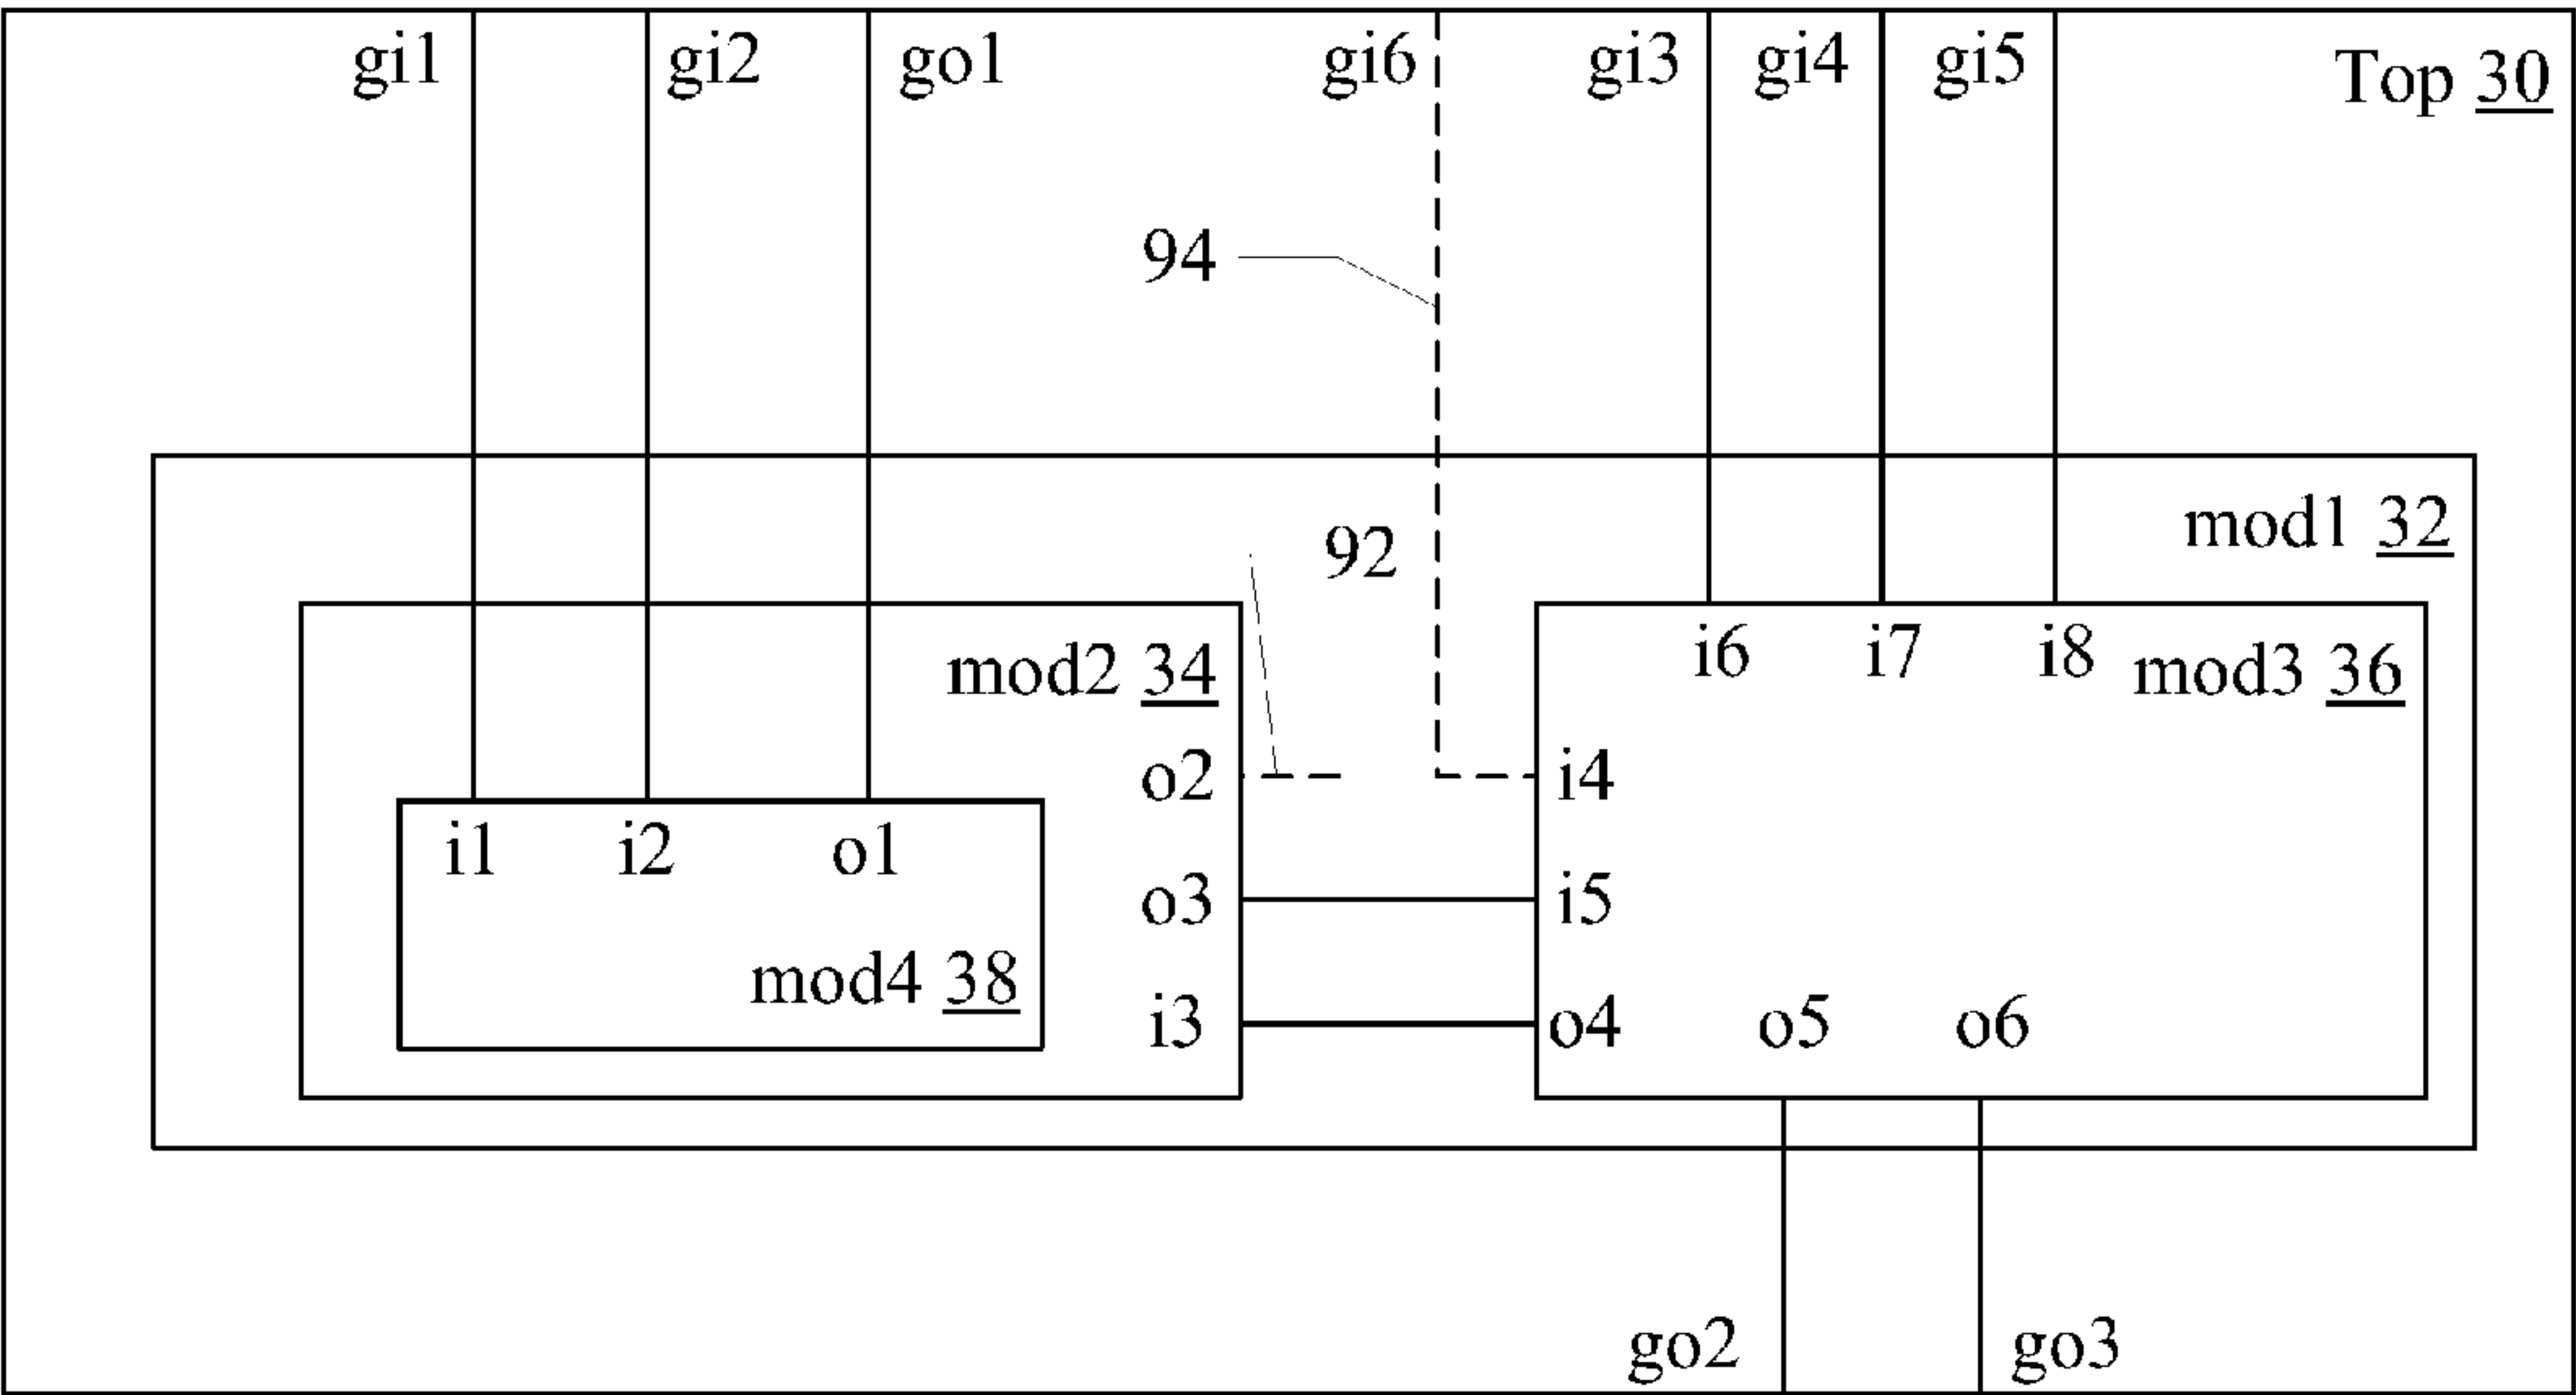 gi1 gi2 go1 gi6 gi3 gi4 gi5 Top 30
94
mod1 32
92
mod2 34
i6 i7 i8 mod3 36
o2 i4
i1 i2 o1
o3 i5
mod4 38
i3 o4 o5 o6
go2 go3